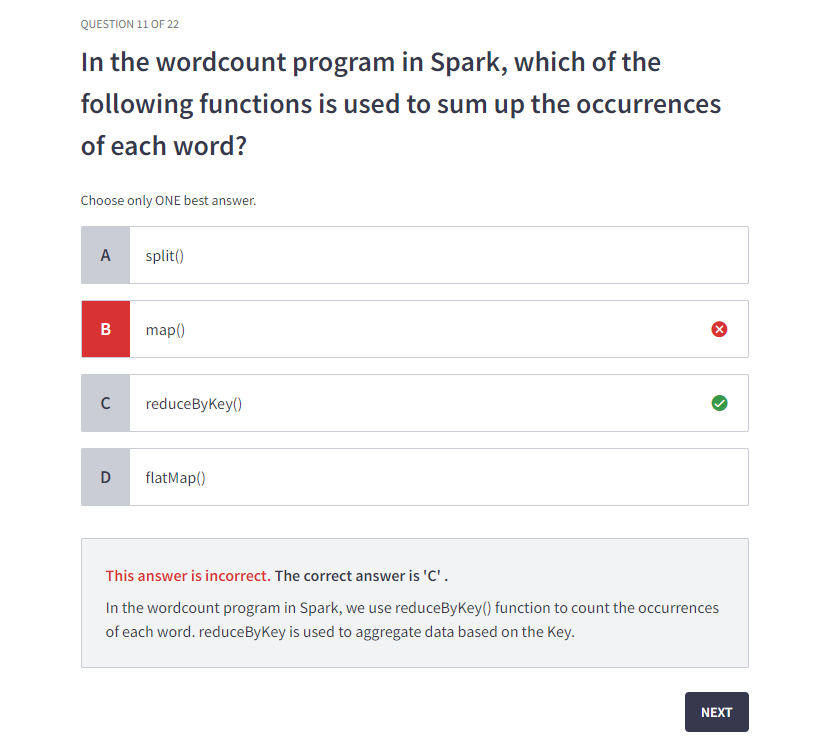 QUESTION 11 OF 22
In the wordcount program in Spark, which of the
following functions is used to sum up the occurrences
of each word?
Choose only ONE best answer.
A split()
B map()
C reduceByKey()
D flatMap()
This answer is incorrect. The correct answer is 'C' .
In the wordcount program in Spark, we use reduceByKey() function to count the occurrences
of each word. reduceByKey is used to aggregate data based on the Key.
NEXT